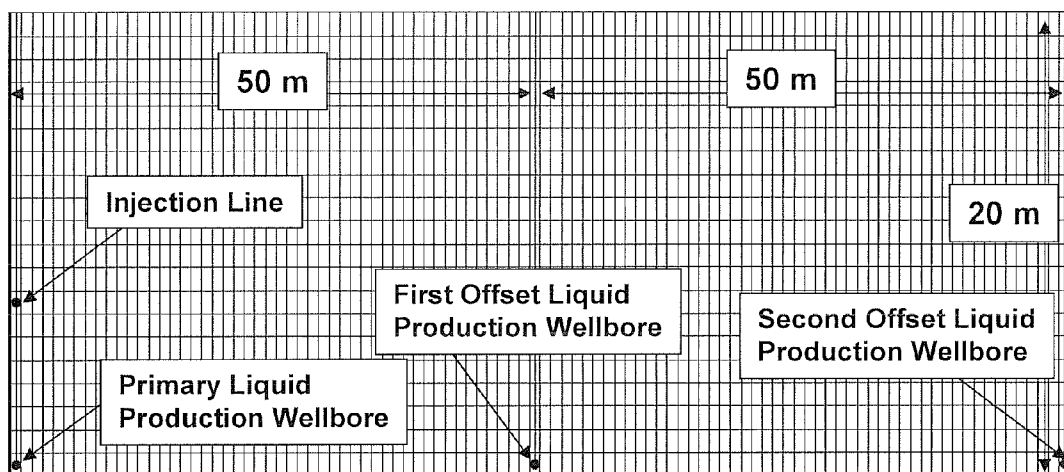 50 m
50 m
Injection Line
20 m
First Offset Liquid
Production Wellbore
Second Offset Liquid
Production Wellbore
Primary Liquid
Production Wellbore